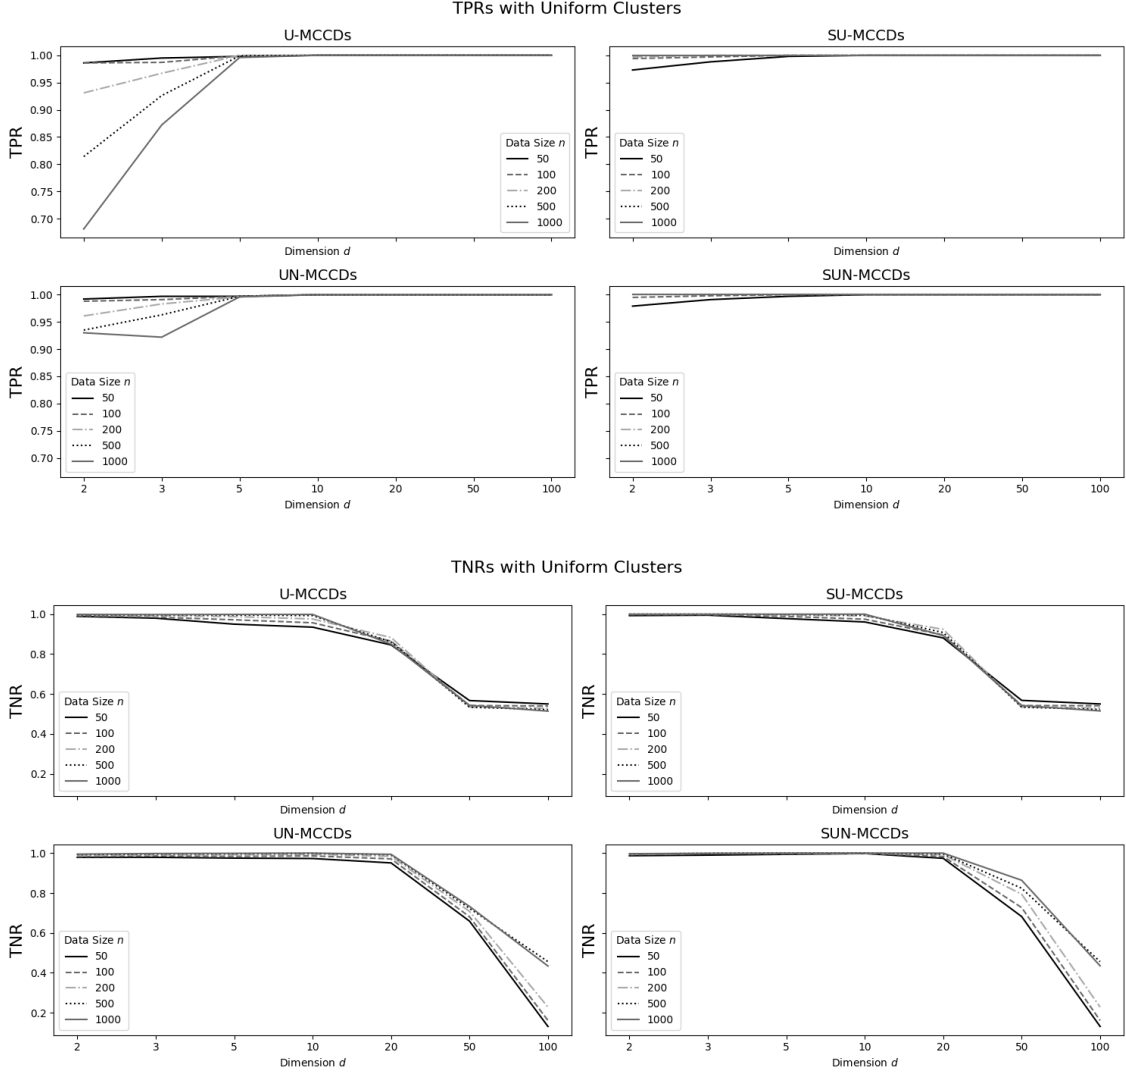 TPRs with Uniform Clusters
U-MCCDs
SU-MCCDs
1.00
0.95
0.90
0.85
0.80
0.75
0.70
TPR
TPR
Data Size n
50
100
200
500
1000
Data Size n
50
100
200
500
1000
Dimension d
Dimension d
UN-MCCDs
SUN-MCCDs
1.00
0.95
0.90
0.85
0.80
0.75
0.70
TPR
TPR
Data Size n
50
100
200
500
1000
Data Size n
50
100
200
500
1000
2 3 5 10 20 50 100
2 3 5 10 20 50 100
Dimension d
Dimension d
TNRs with Uniform Clusters
U-MCCDs
SU-MCCDs
1.0
0.8
0.6
0.4
0.2
TNR
TNR
Data Size n
50
100
200
500
1000
Data Size n
50
100
200
500
1000
Dimension d
Dimension d
UN-MCCDs
SUN-MCCDs
1.0
0.8
0.6
0.4
0.2
TNR
TNR
Data Size n
50
100
200
500
1000
Data Size n
50
100
200
500
1000
2 3 5 10 20 50 100
2 3 5 10 20 50 100
Dimension d
Dimension d